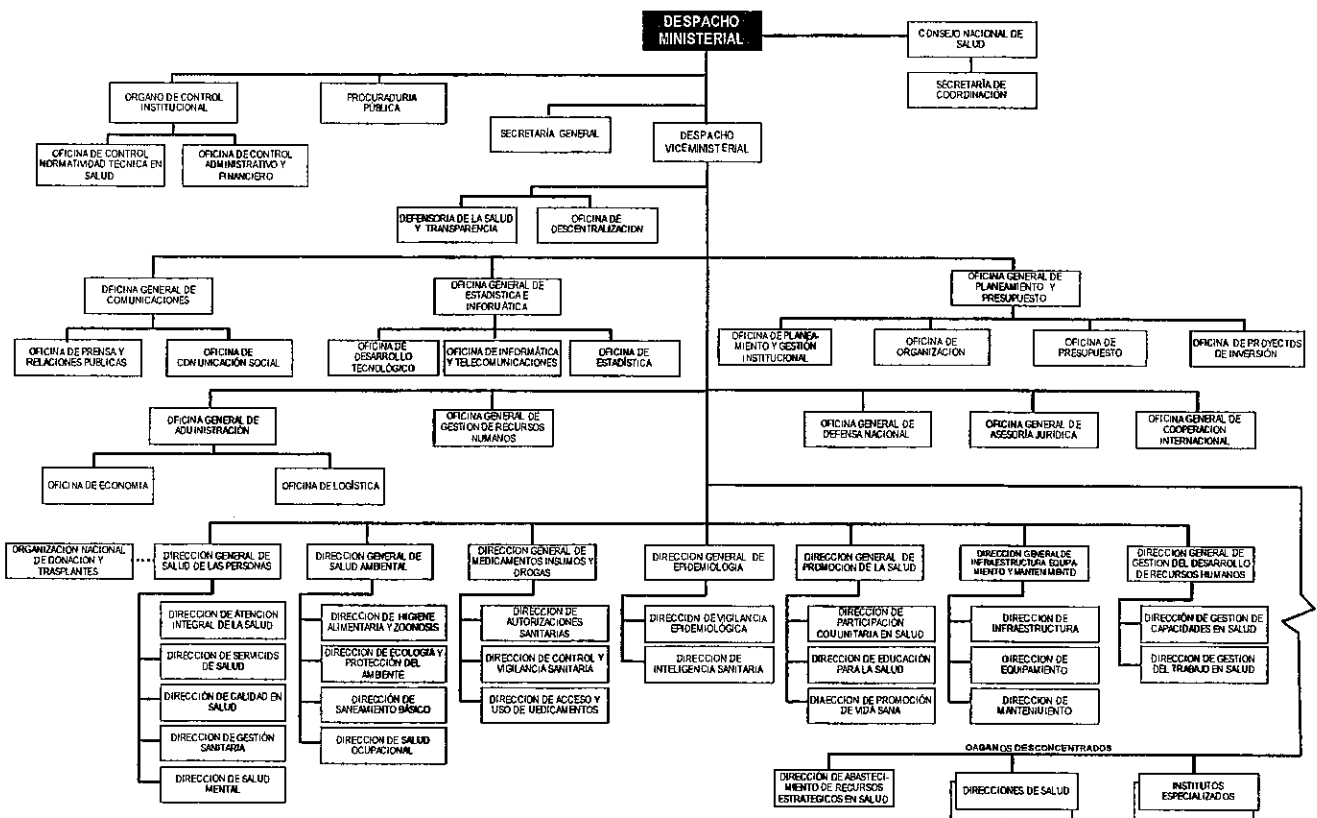 DESPACHO
MINISTERIAL
CONSEJO NACIONAL DE
SALUD
SECRETARÍA DE
COORDINACIÓN
ORGANO DE CONTROL
INSTITUCIONAL
PROCURADURIA
PÚBLICA
SECRETARÍA GENERAL
DESPACHO
VICEMINISTERIAL
OFICINA DE CONTROL
NORMATIVIDAD TECNICA EN
SALUD
OFICINA DE CONTROL
ADMINISTRATIVO Y
FINANCIERO
DEFENSORIA DE LA SALUD
Y TRANSPARENCIA
OFICINA DE
DESCENTRALIZACION
OFICINA GENERAL DE
COMUNICACIONES
OFICINA GENERAL DE
ESTADISTICA E
INFORMÁTICA
OFICINA GENERAL DE
PLANEAMIENTO Y
PRESUPUESTO
OFICINA DE PRENSA Y
RELACIONES PUBLICAS
OFICINA DE
COMUNICACIÓN SOCIAL
OFICINA DE
DESARROLLO
TECNOLÓGICO
OFICINA DE INFORMÁTICA
Y TELECOMUNICACIONES
OFICINA DE
ESTADÍSTICA
OFICINA DE PLANEA-
MIENTO Y GESTIÓN
INSTITUCIONAL
OFICINA DE
ORGANIZACIÓN
OFICINA DE
PRESUPUESTO
OFICINA DE PROYECTOS
DE INVERSIÓN
OFICINA GENERAL DE
ADMINISTRACIÓN
OFICINA GENERAL DE
GESTION DE RECURSOS
HUMANOS
OFICINA GENERAL DE
DEFENSA NACIONAL
OFICINA GENERAL DE
ASESORÍA JURÍDICA
OFICINA GENERAL DE
COOPERACION
INTERNACIONAL
OFICINA DE ECONOMIA
OFICINA DE LOGÍSTICA
ORGANIZACIÓN NACIONAL
DE DONACION Y
TRASPLANTES
DIRECCION GENERAL DE
SALUD DE LAS PERSONAS
DIRECCION GENERAL DE
SALUD AMBIENTAL
DIRECCION GENERAL DE
MEDICAMENTOS INSUMOS Y
DROGAS
DIRECCION GENERAL DE
EPIDEMIOLOGIA
DIRECCION GENERAL DE
PROMOCION DE LA SALUD
DIRECCION GENERAL DE
INFRAESTRUCTURA EQUIPA-
MIENTO Y MANTENIMIENTO
DIRECCION GENERAL DE
GESTION DEL DESARROLLO
DE RECURSOS HUMANOS
DIRECCION DE ATENCION
INTEGRAL DE LA SALUD
DIRECCION DE SERVICIOS
DE SALUD
DIRECCIÓN DE CALIDAD EN
SALUD
DIRECCION DE GESTIÓN
SANITARIA
DIRECCION DE SALUD
MENTAL
DIRECCION DE HIGIENE
ALIMENTARIA Y ZOONOSIS
DIRECCION DE ECOLOGIA Y
PROTECCIÓN DEL
AMBIENTE
DIRECCIÓN DE
SANEAMIENTO BÁSICO
DIRECCION DE SALUD
OCUPACIONAL
DIRECCION DE
AUTORIZACIONES
SANITARIAS
DIRECCION DE CONTROL Y
VIGILANCIA SANITARIA
DIRECCION DE ACCESO Y
USO DE MEDICAMENTOS
DIRECCION DE VIGILANCIA
EPIDEMIOLÓGICA
DIRECCION DE
INTELIGENCIA SANITARIA
DIRECCION DE
PARTICIPACIÓN
COMUNITARIA EN SALUD
DIRECCION DE EDUCACIÓN
PARA LA SALUD
DIRECCION DE PROMOCIÓN
DE VIDA SANA
DIRECCION DE
INFRAESTRUCTURA
DIRECCION DE
EQUIPAMIENTO
DIRECCION DE
MANTENIMIENTO
DIRECCIÓN DE GESTION DE
CAPACIDADES EN SALUD
DIRECCION DE GESTION
DEL TRABAJO EN SALUD
ORGANOS DESCONCENTRADOS
DIRECCIÓN DE ABASTECI-
MIENTO DE RECURSOS
ESTRATEGICOS EN SALUD
DIRECCIONES DE SALUD
INSTITUTOS
ESPECIALIZADOS